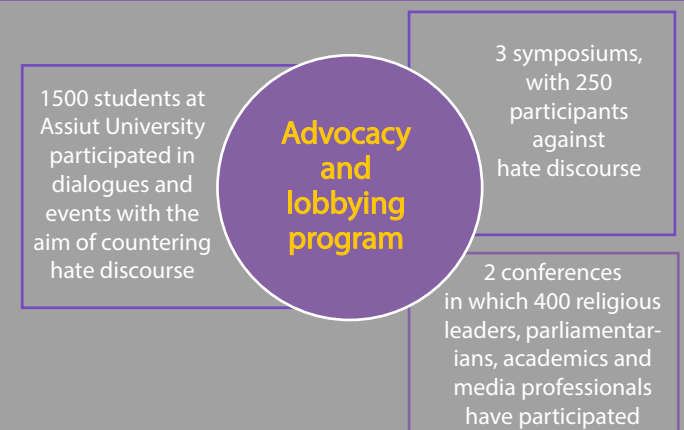 1500 students at
Assiut University
participated in
dialogues and
events with the
aim of countering
hate discourse
Advocacy
and
lobbying
program
3 symposiums,
with 250
participants
against
hate discourse
2 conferences
in which 400 religious
leaders, parliamentar-
ians, academics and
media professionals
have participated